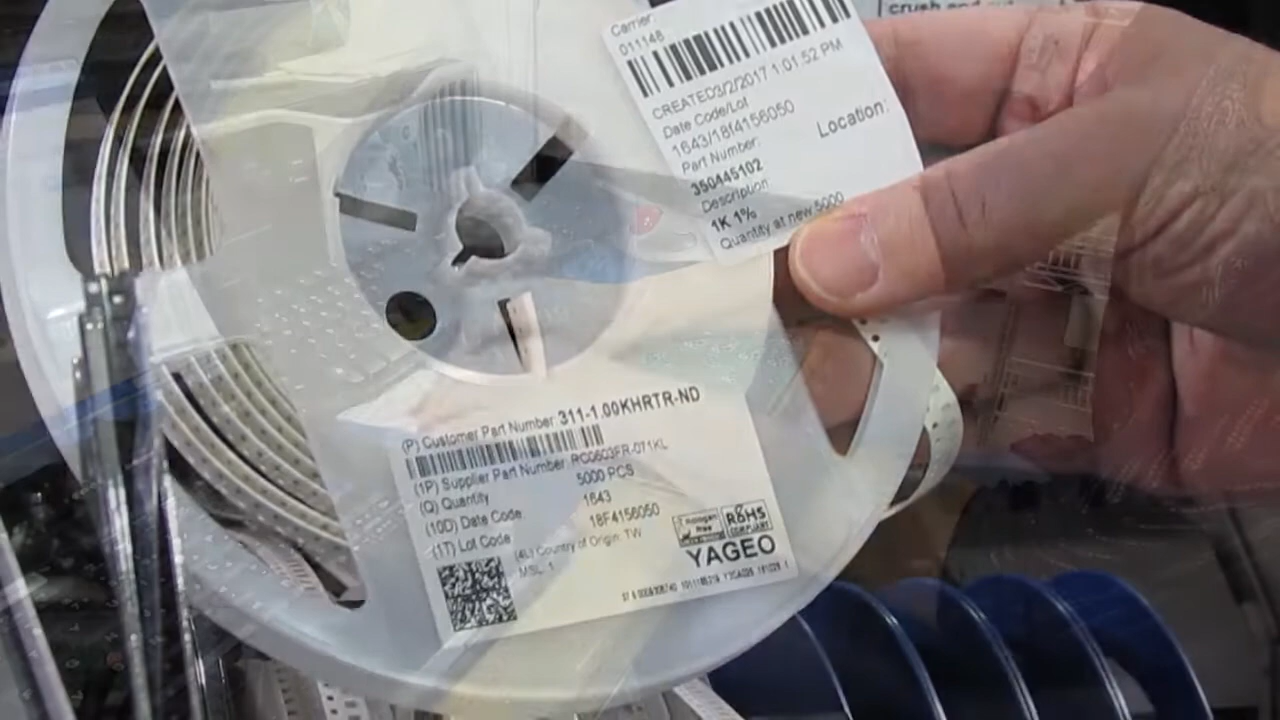 crush and
Carrier
011148
CREATED3/2/2017 1:01:52 PM
Date Code/Lot
1643/18f4156050
Location:
Part Number:
350445102
Description
1K 1%
Quantity at new 5000
(P) Customer Part Number 311-1.00KHRTR-ND
(1P) Supplier Part Number: RC0603FR-071KL
(Q) Quantity 5000 PCS
(10D) Date Code 1643
(1T) Lot Code 18F4156050
(4L) Country of Origin: TW
MSL: 1
RoHS
COMPLIANT
YAGEO